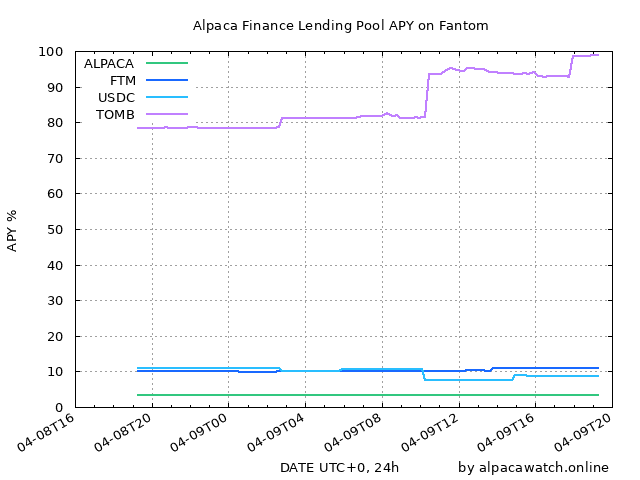 Alpaca Finance Lending Pool APY on Fantom
ALPACA
FTM
USDC
TOMB
100
90
80
70
60
50
40
30
20
10
0
APY %
04-08T16
04-08T20
04-09T00
04-09T04
04-09T08
04-09T12
04-09T16
04-09T20
DATE UTC+0, 24h
by alpacawatch.online